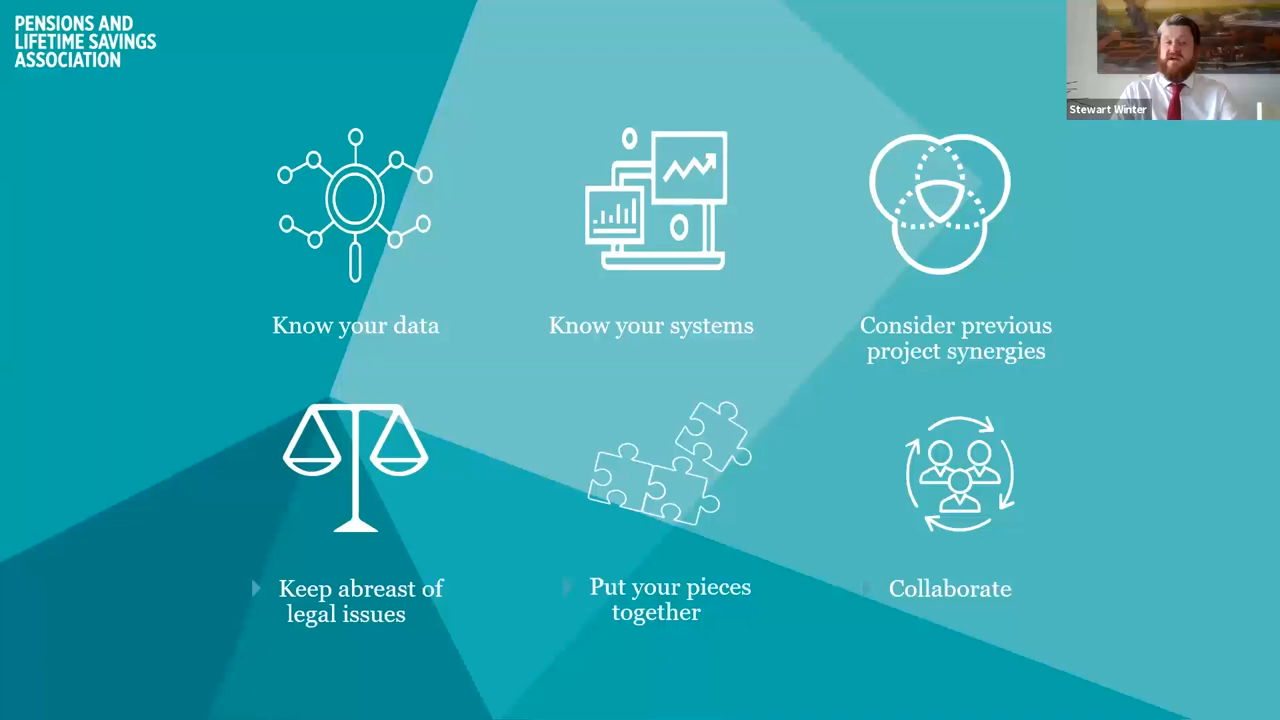 PENSIONS AND
LIFETIME SAVINGS
ASSOCIATION
Stewart Winter
Know your data
Know your systems
Consider previous
project synergies
Keep abreast of
legal issues
Put your pieces
together
Collaborate